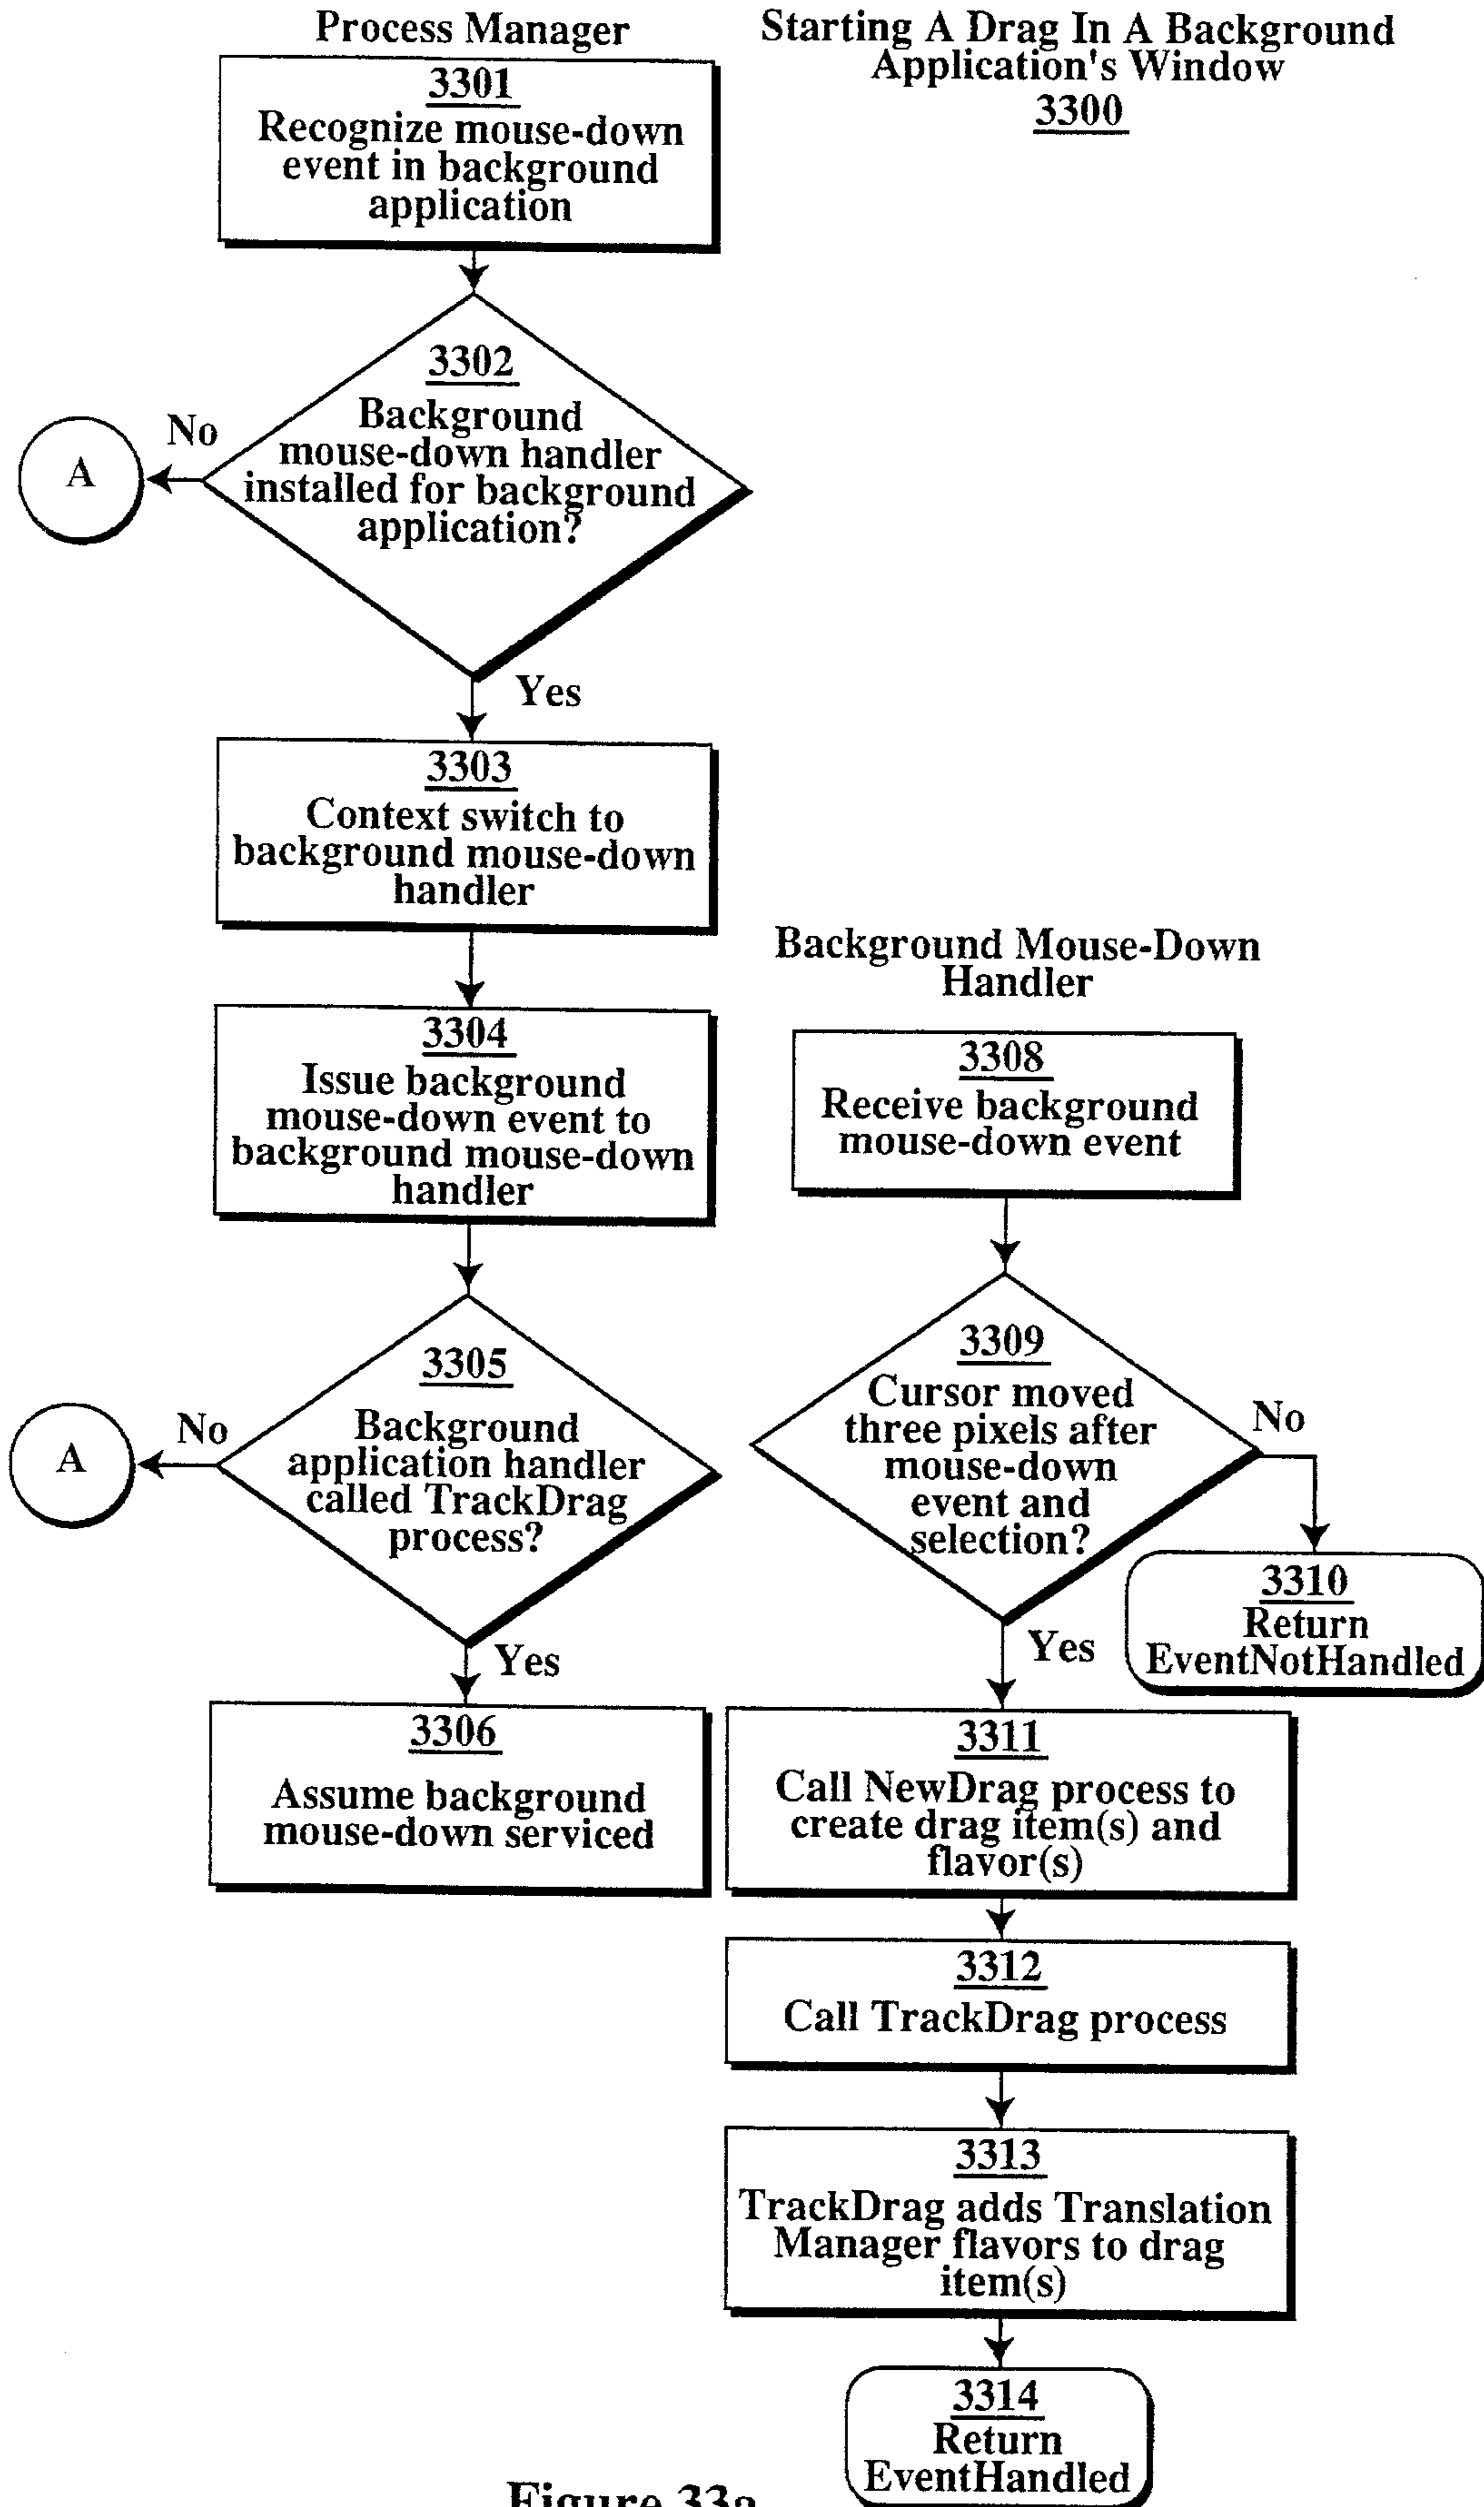 Process Manager
Starting A Drag In A Background
Application's Window
3300
3301
Recognize mouse-down
event in background
application
3302
Background
mouse-down handler
installed for background
application?
No
A
Yes
3303
Context switch to
background mouse-down
handler
3304
Issue background
mouse-down event to
background mouse-down
handler
3305
Background
application handler
called TrackDrag
process?
No
A
Yes
3306
Assume background
mouse-down serviced
Background Mouse-Down
Handler
3308
Receive background
mouse-down event
3309
Cursor moved
three pixels after
mouse-down
event and
selection?
No
3310
Return
EventNotHandled
Yes
3311
Call NewDrag process to
create drag item(s) and
flavor(s)
3312
Call TrackDrag process
3313
TrackDrag adds Translation
Manager flavors to drag
item(s)
3314
Return
EventHandled
Figure 33a